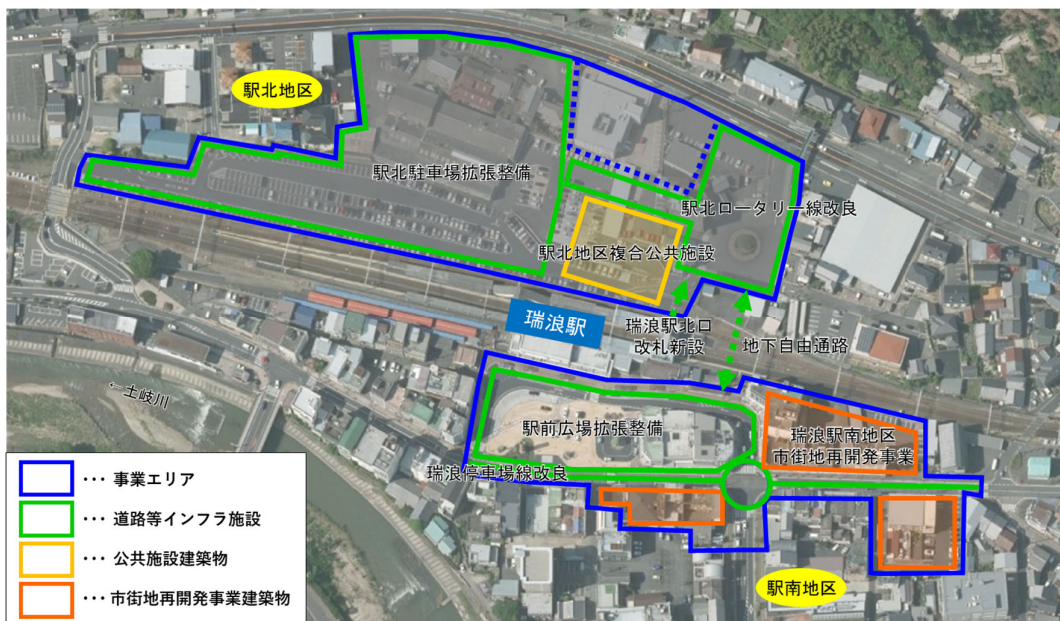 駅北地区
駅北駐車場拡張整備
駅北ロータリー線改良
駅北地区複合公共施設
瑞浪駅
瑞浪駅北口
改札新設
地下自由通路
←土岐川
駅前広場拡張整備
瑞浪駅南地区
市街地再開発事業
瑞浪停車場線改良
駅南地区
・・・ 事業エリア
・・・ 道路等インフラ施設
・・・ 公共施設建築物
・・・ 市街地再開発事業建築物